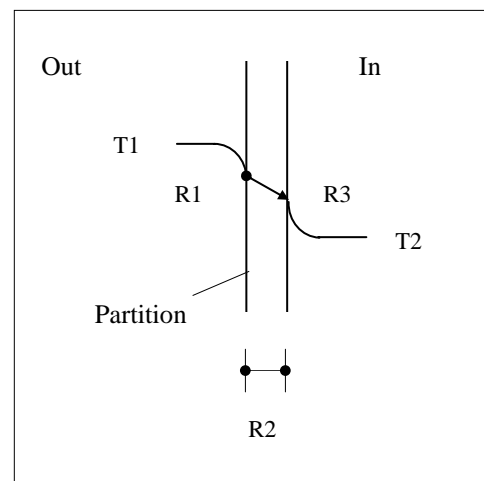 Out In
T1
R1 R3
T2
Partition
R2